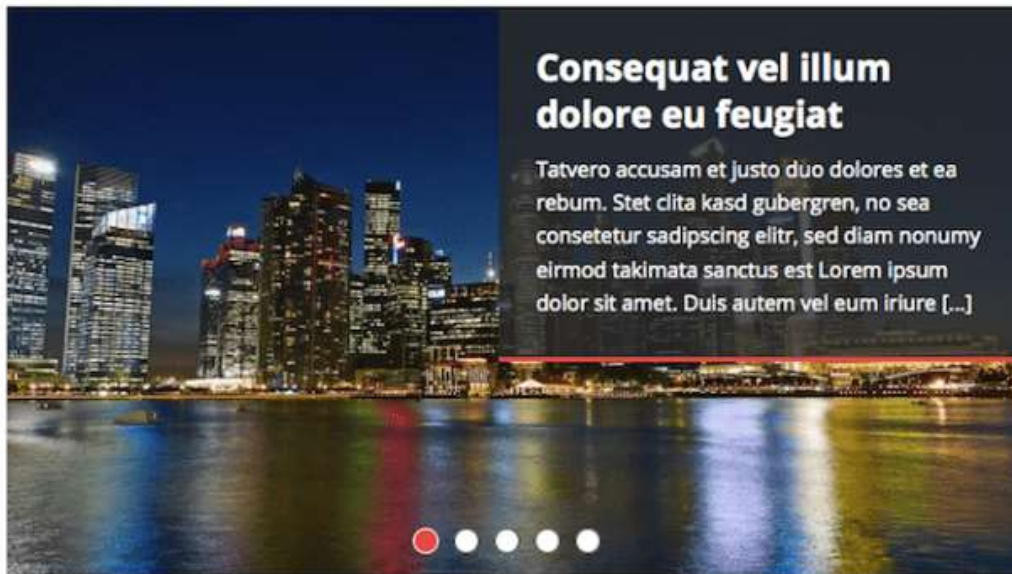 Consequat vel illum
dolore eu feugiat
Tatvero accusam et justo duo dolores et ea
rebum. Stet clita kasd gubergren, no sea
consetetur sadipscing elitr, sed diam nonumy
eirmod takimata sanctus est Lorem ipsum
dolor sit amet. Duis autem vel eum iriure [...]